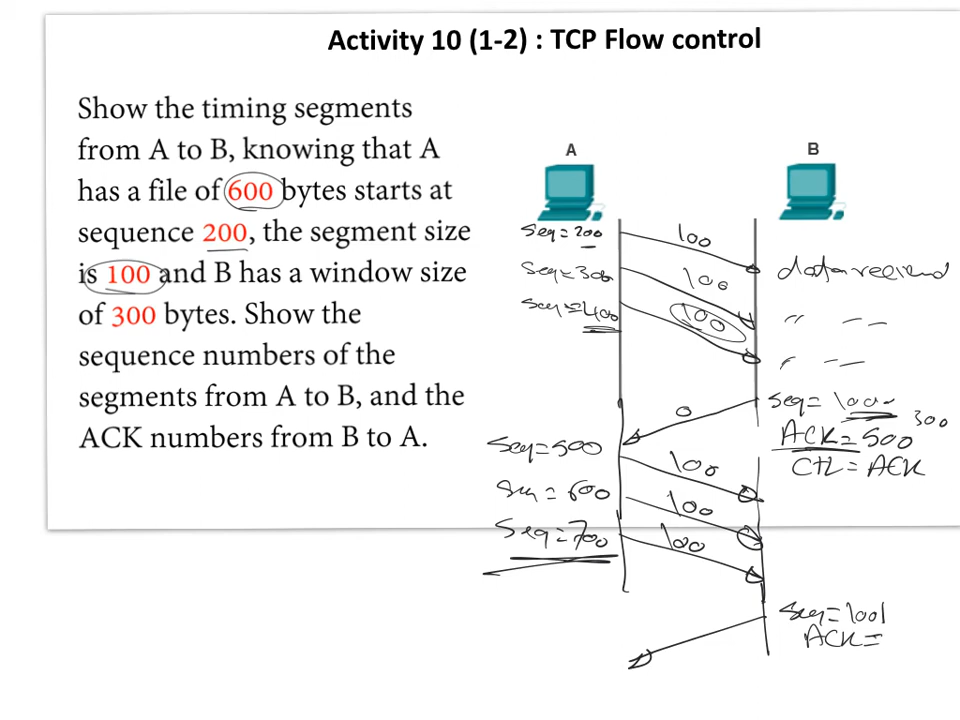 Activity 10 (1-2) : TCP Flow control
Show the timing segments
from A to B, knowing that A
has a file of 600 bytes starts at
sequence 200, the segment size
is 100 and B has a window size
of 300 bytes. Show the
sequence numbers of the
segments from A to B, and the
ACK numbers from B to A.
A
B
Seq=200
100
data received
Seq=300
100
Seq=400
100
Seq=1000
0
300
ACK=500
CTL=ACK
Seq=500
100
Seq=600
100
Seq=700
100
Seq=1001
ACK=